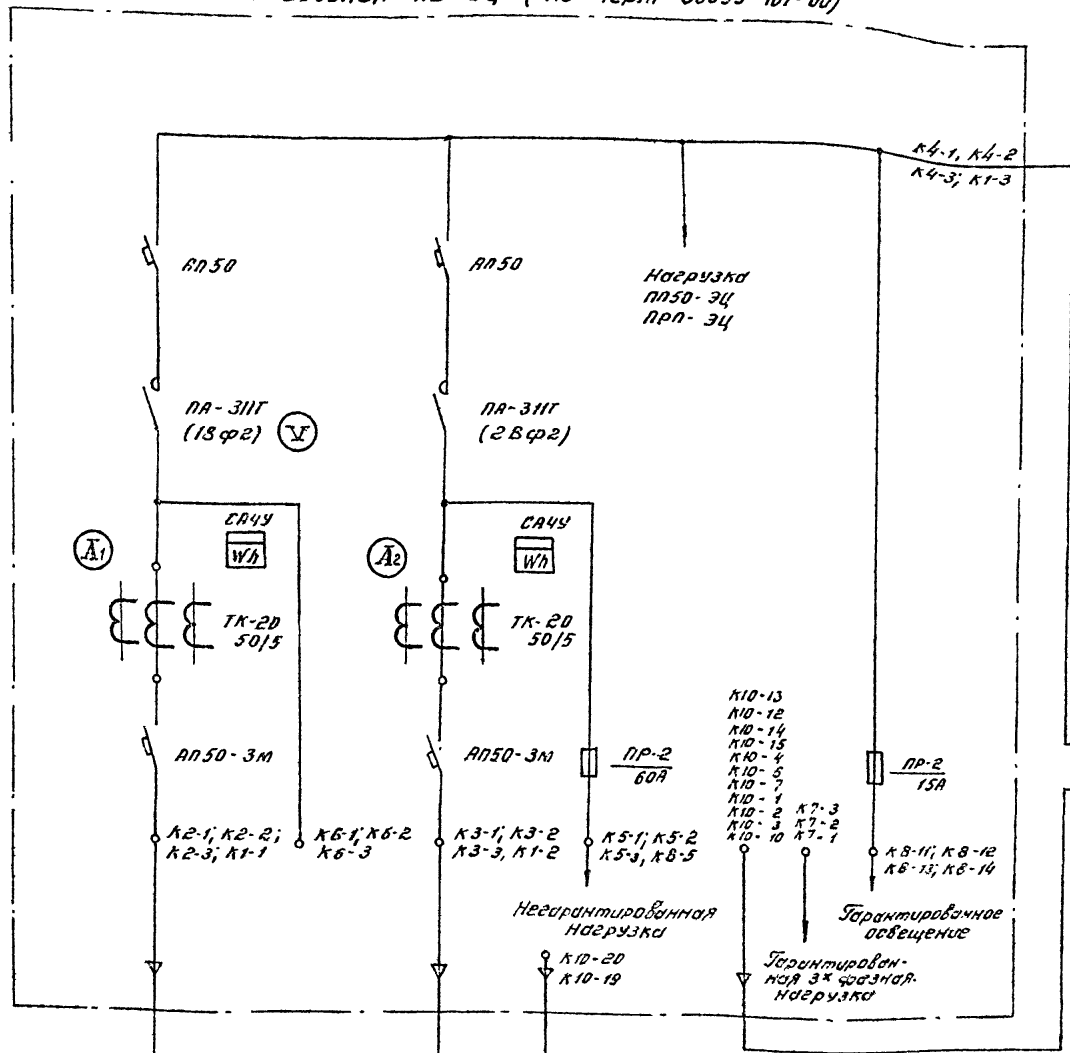 К4-1, К4-2
К4-3; К1-3
АП50
АП50
Нагрузка
ПП50-ЭЦ
ПРП-ЭЦ
ПА-311Т
(1Вф2)
V
ПА-311Т
(2Вф2)
A1
СА4У
Wh
A2
СА4У
Wh
ТК-20
50/5
ТК-20
50/5
АП50-3м
АП50-3м
ПР-2
60А
К10-13
К10-12
К10-14
К10-15
К10-4
К10-5
К10-7
К10-1
К10-2
К10-3
К10-10
К7-3
К7-2
К7-1
ПР-2
15А
К2-1; К2-2;
К2-3; К1-1
К6-1; К6-2
К6-3
К3-1; К3-2
К3-3, К1-2
К5-1; К5-2
К5-3, К8-5
К8-11; К8-12
К8-13; К8-14
Негарантированная
нагрузка
К10-20
К10-19
Гарантирован-
ная 3х фазная
нагрузка
Гарантированное
освещение